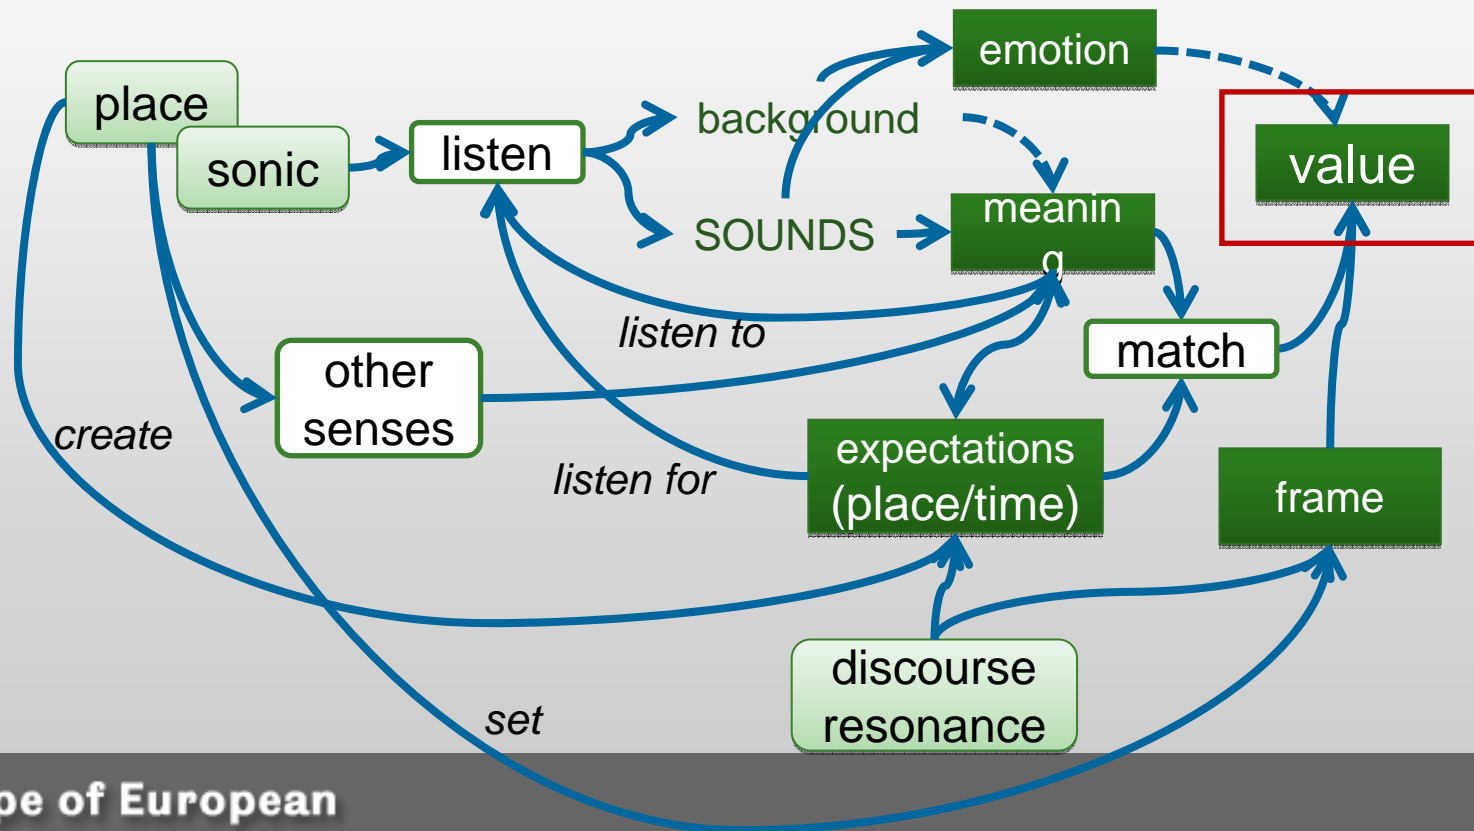 emotion
place
background
sonic
listen
value
SOUNDS
meanin
g
listen to
match
other
senses
create
listen for
expectations
(place/time)
frame
discourse
resonance
set
pe of European